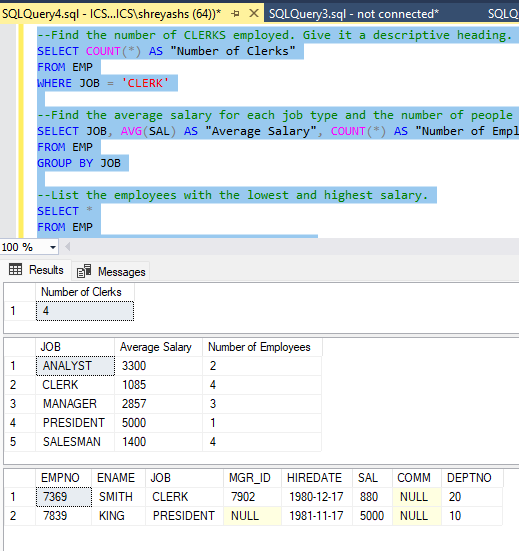 SQLQuery4.sql - ICS...ICS\shreyashs (64))* SQLQuery3.sql - not connected* SQLQ
--Find the number of CLERKS employed. Give it a descriptive heading.
SELECT COUNT(*) AS "Number of Clerks"
FROM EMP
WHERE JOB = 'CLERK'
--Find the average salary for each job type and the number of people
SELECT JOB, AVG(SAL) AS "Average Salary", COUNT(*) AS "Number of Empl
FROM EMP
GROUP BY JOB
--List the employees with the lowest and highest salary.
SELECT *
FROM EMP
100 %
Results Messages
Number of Clerks
1 4
JOB Average Salary Number of Employees
1 ANALYST 3300 2
2 CLERK 1085 4
3 MANAGER 2857 3
4 PRESIDENT 5000 1
5 SALESMAN 1400 4
EMPNO ENAME JOB MGR_ID HIREDATE SAL COMM DEPTNO
1 7369 SMITH CLERK 7902 1980-12-17 880 NULL 20
2 7839 KING PRESIDENT NULL 1981-11-17 5000 NULL 10